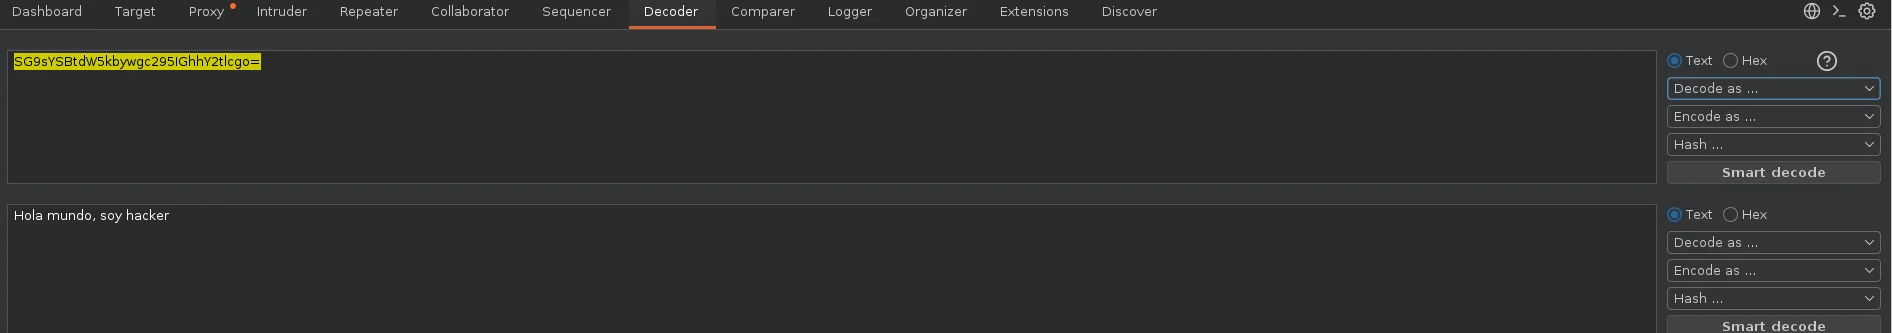 Dashboard Target Proxy Intruder Repeater Collaborator Sequencer Decoder Comparer Logger Organizer Extensions Discover
SG9sYSBtdW5kbywgc295IGhhY2tlcgo=
Text Hex ?
Decode as ...
Encode as ...
Hash ...
Smart decode
Hola mundo, soy hacker
Text Hex
Decode as ...
Encode as ...
Hash ...
Smart decode